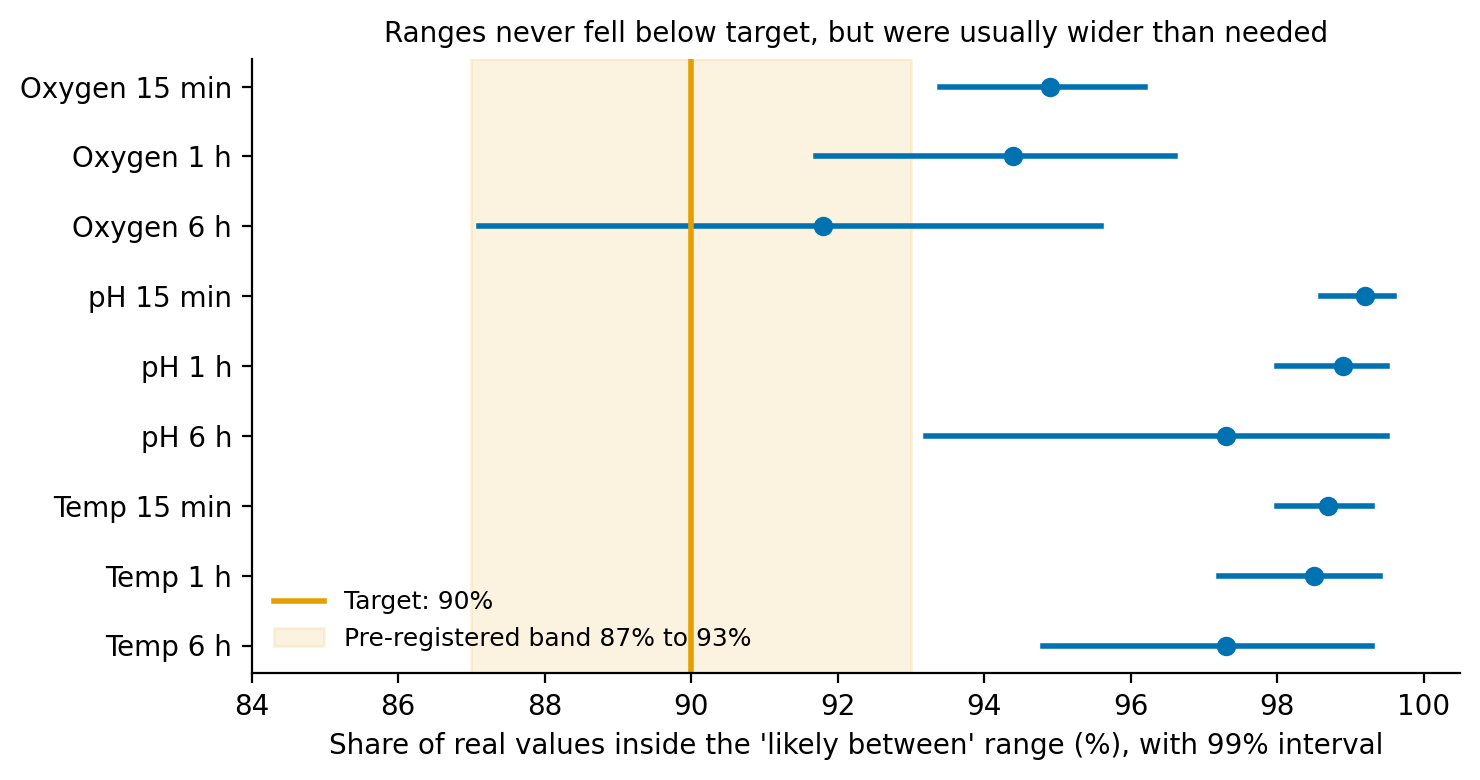 Ranges never fell below target, but were usually wider than needed
Oxygen 15 min
Oxygen 1 h
Oxygen 6 h
pH 15 min
pH 1 h
pH 6 h
Temp 15 min
Temp 1 h
Temp 6 h
Target: 90%
Pre-registered band 87% to 93%
84 86 88 90 92 94 96 98 100
Share of real values inside the 'likely between' range (%), with 99% interval